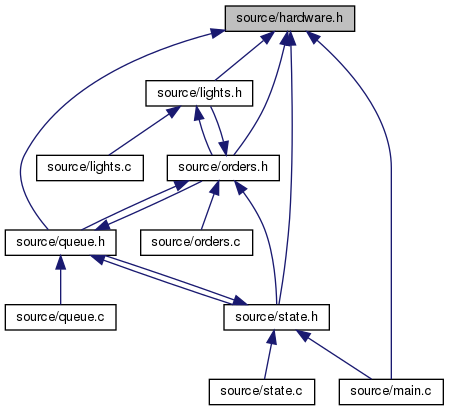 source/hardware.h
source/lights.h
source/lights.c
source/orders.h
source/queue.h
source/orders.c
source/queue.c
source/state.h
source/state.c
source/main.c